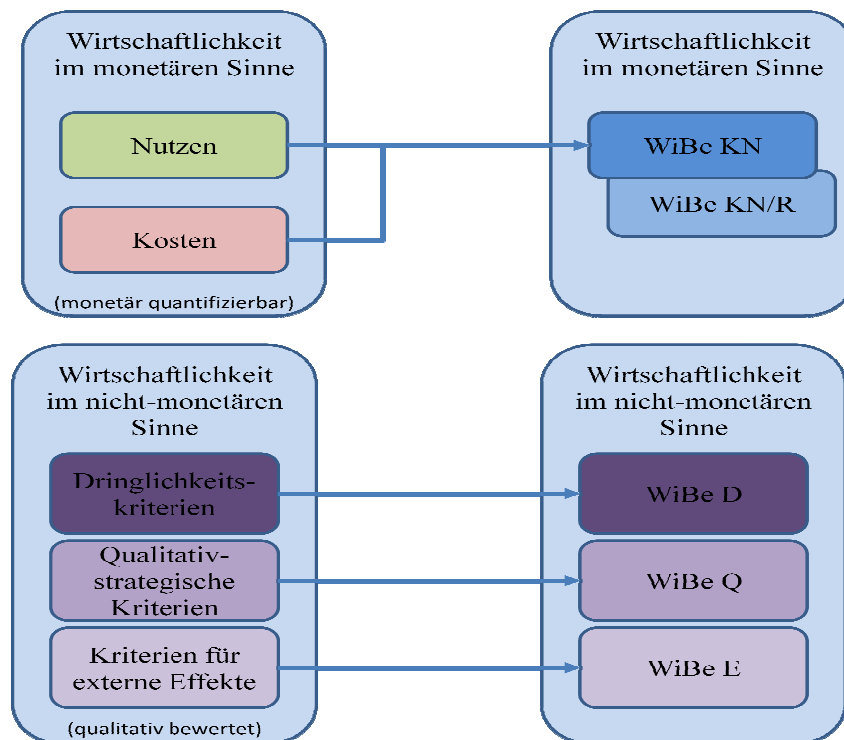 Wirtschaftlichkeit
im monetären Sinne
Nutzen
Kosten
(monetär quantifizierbar)
Wirtschaftlichkeit
im monetären Sinne
WiBe KN
WiBe KN/R
Wirtschaftlichkeit
im nicht-monetären
Sinne
Dringlichkeits-
kriterien
Qualitativ-
strategische
Kriterien
Kriterien für
externe Effekte
(qualitativ bewertet)
Wirtschaftlichkeit
im nicht-monetären
Sinne
WiBe D
WiBe Q
WiBe E